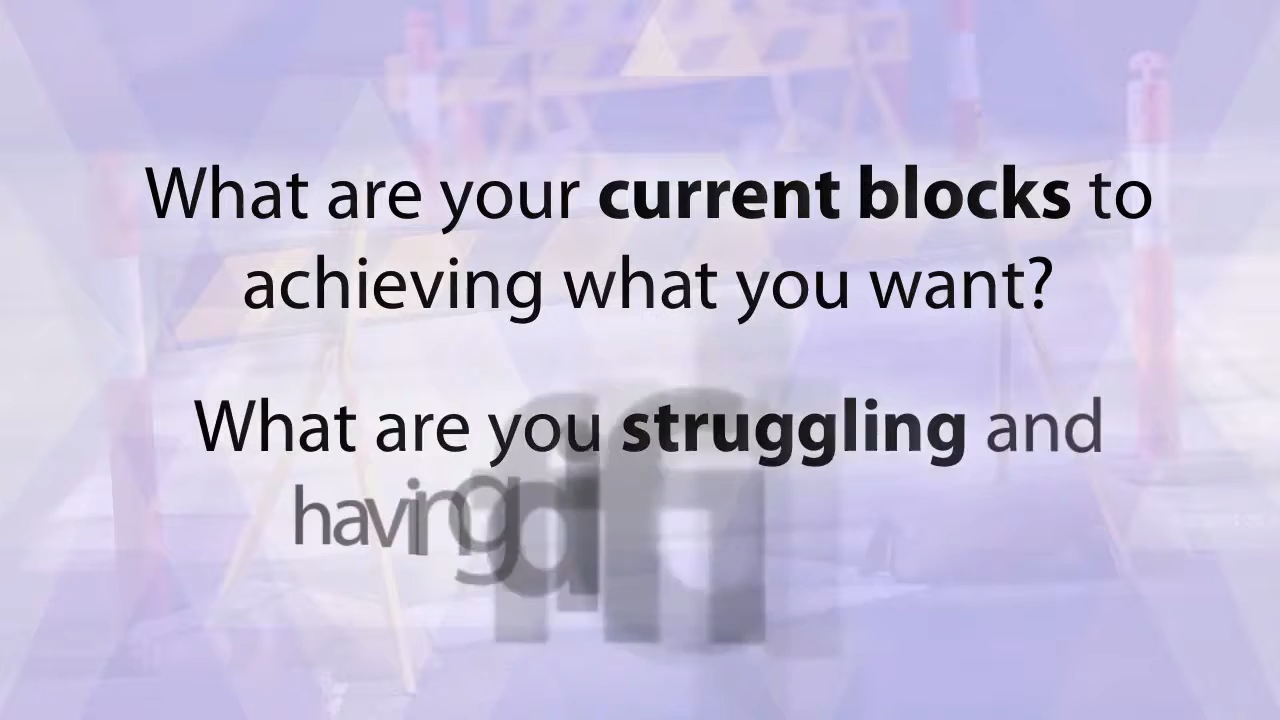 What are your current blocks to
achieving what you want?
What are you struggling and
having